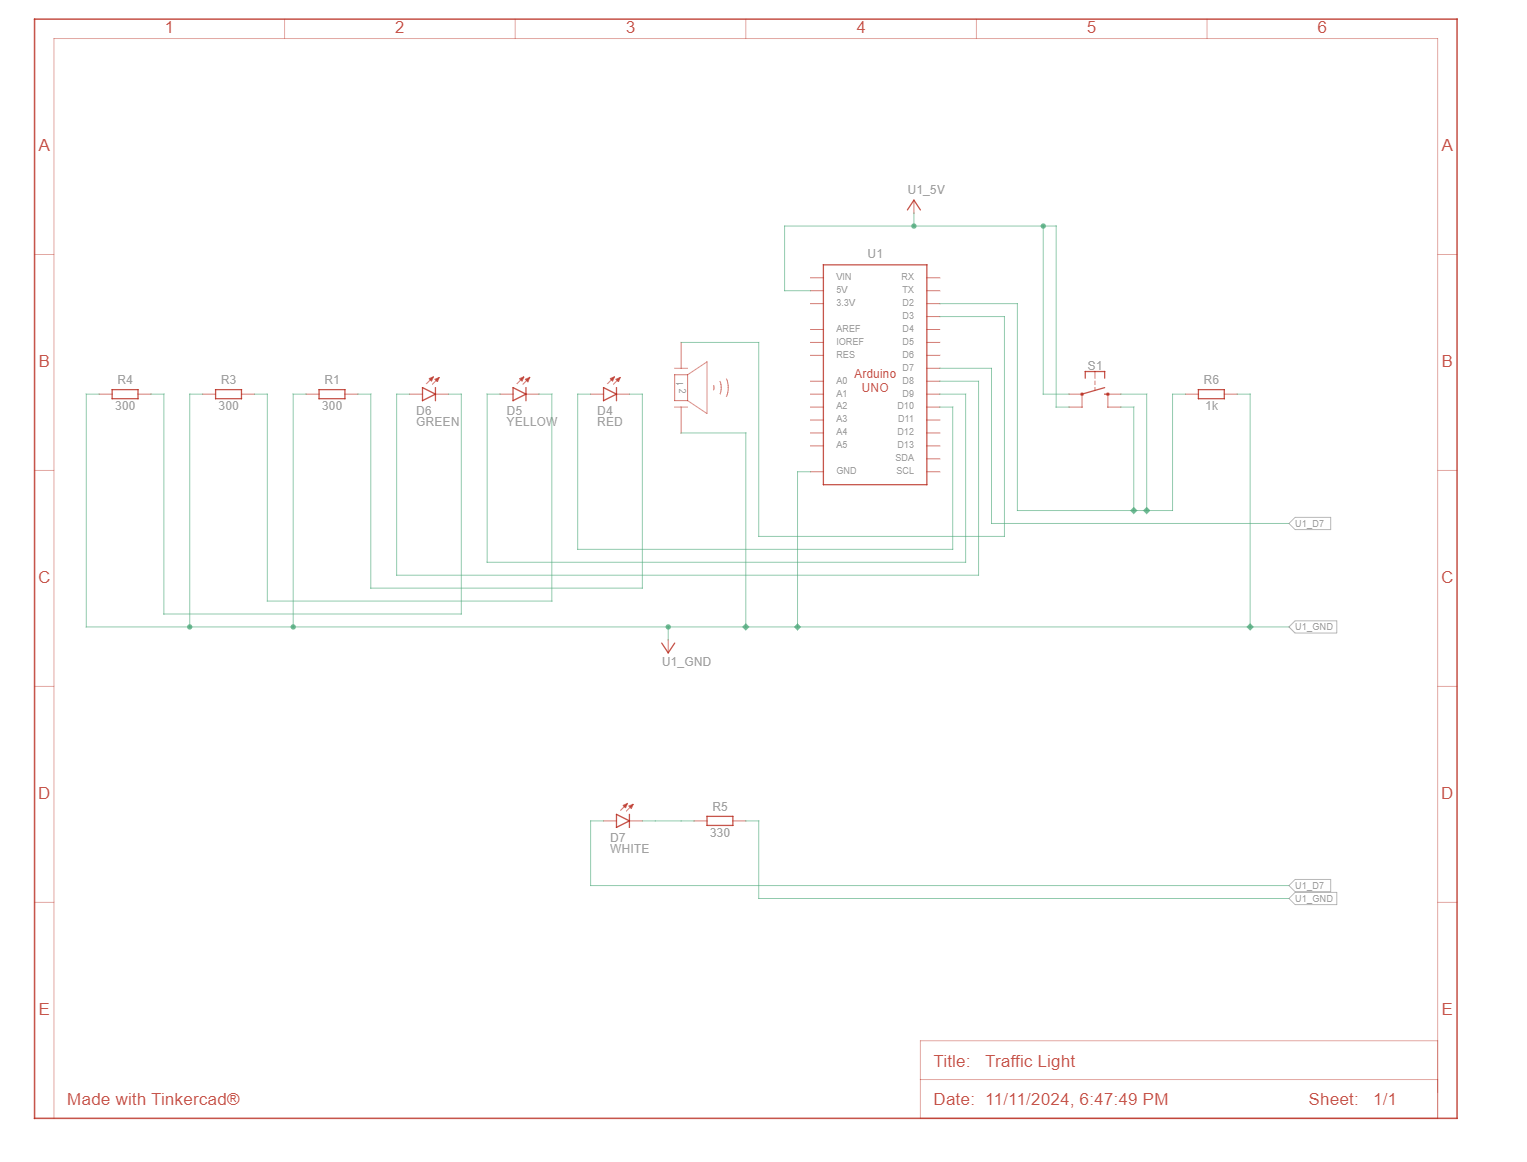 1 2 3 4 5 6
A A
U1_5V
U1
VIN RX
5V TX
3.3V D2
D3
AREF D4
IOREF D5
RES D6
D7
Arduino
UNO
A0 D8
A1 D9
A2 D10
A3 D11
A4 D12
A5 D13
SDA
GND SCL
B B
R4
300
R3
300
R1
300
D6
GREEN
D5
YELLOW
D4
RED
1 2
S1
R6
1k
U1_D7
C C
U1_GND
U1_GND
D D
D7
WHITE
R5
330
U1_D7
U1_GND
E E
Title: Traffic Light
Made with Tinkercad®
Date: 11/11/2024, 6:47:49 PM Sheet: 1/1